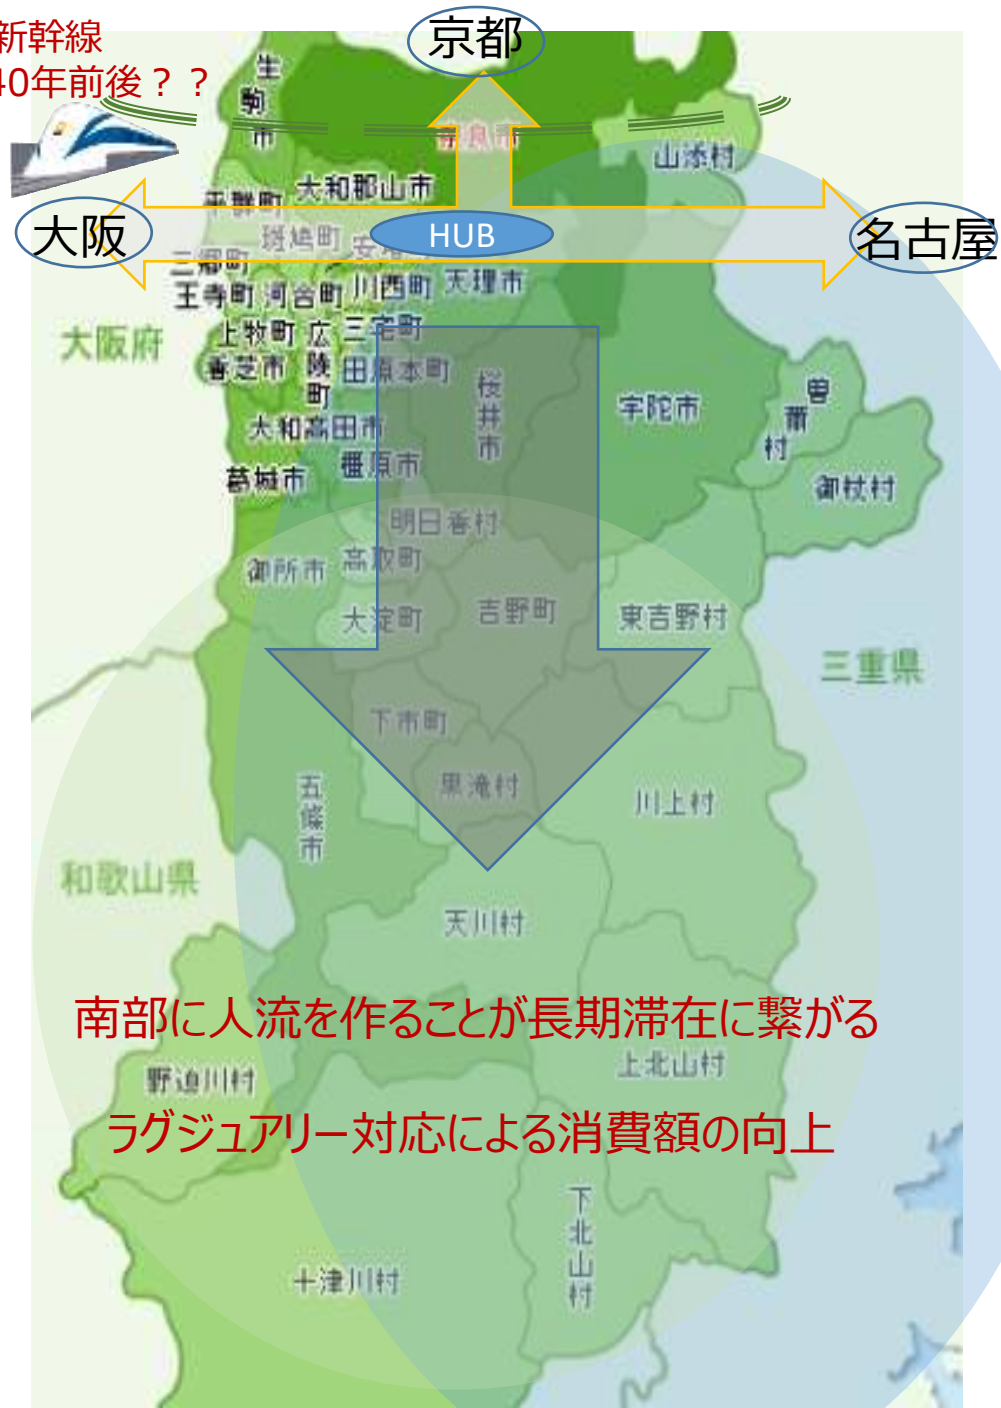 新幹線
40年前後？？
京都
生駒市
奈良市
山添村
大和郡山市
平群町
大阪
HUB
名古屋
斑鳩町
三郷町
王寺町
河合町
川西町
天理市
大阪府
上牧町
広陵町
三宅町
香芝市
田原本町
桜井市
宇陀市
曽爾村
大和高田市
橿原市
葛城市
御杖村
明日香村
御所市
高取町
大淀町
吉野町
東吉野村
三重県
下市町
五條市
黒滝村
川上村
和歌山県
天川村
南部に人流を作ることが長期滞在に繋がる
野迫川村
上北山村
ラグジュアリー対応による消費額の向上
下北山村
十津川村